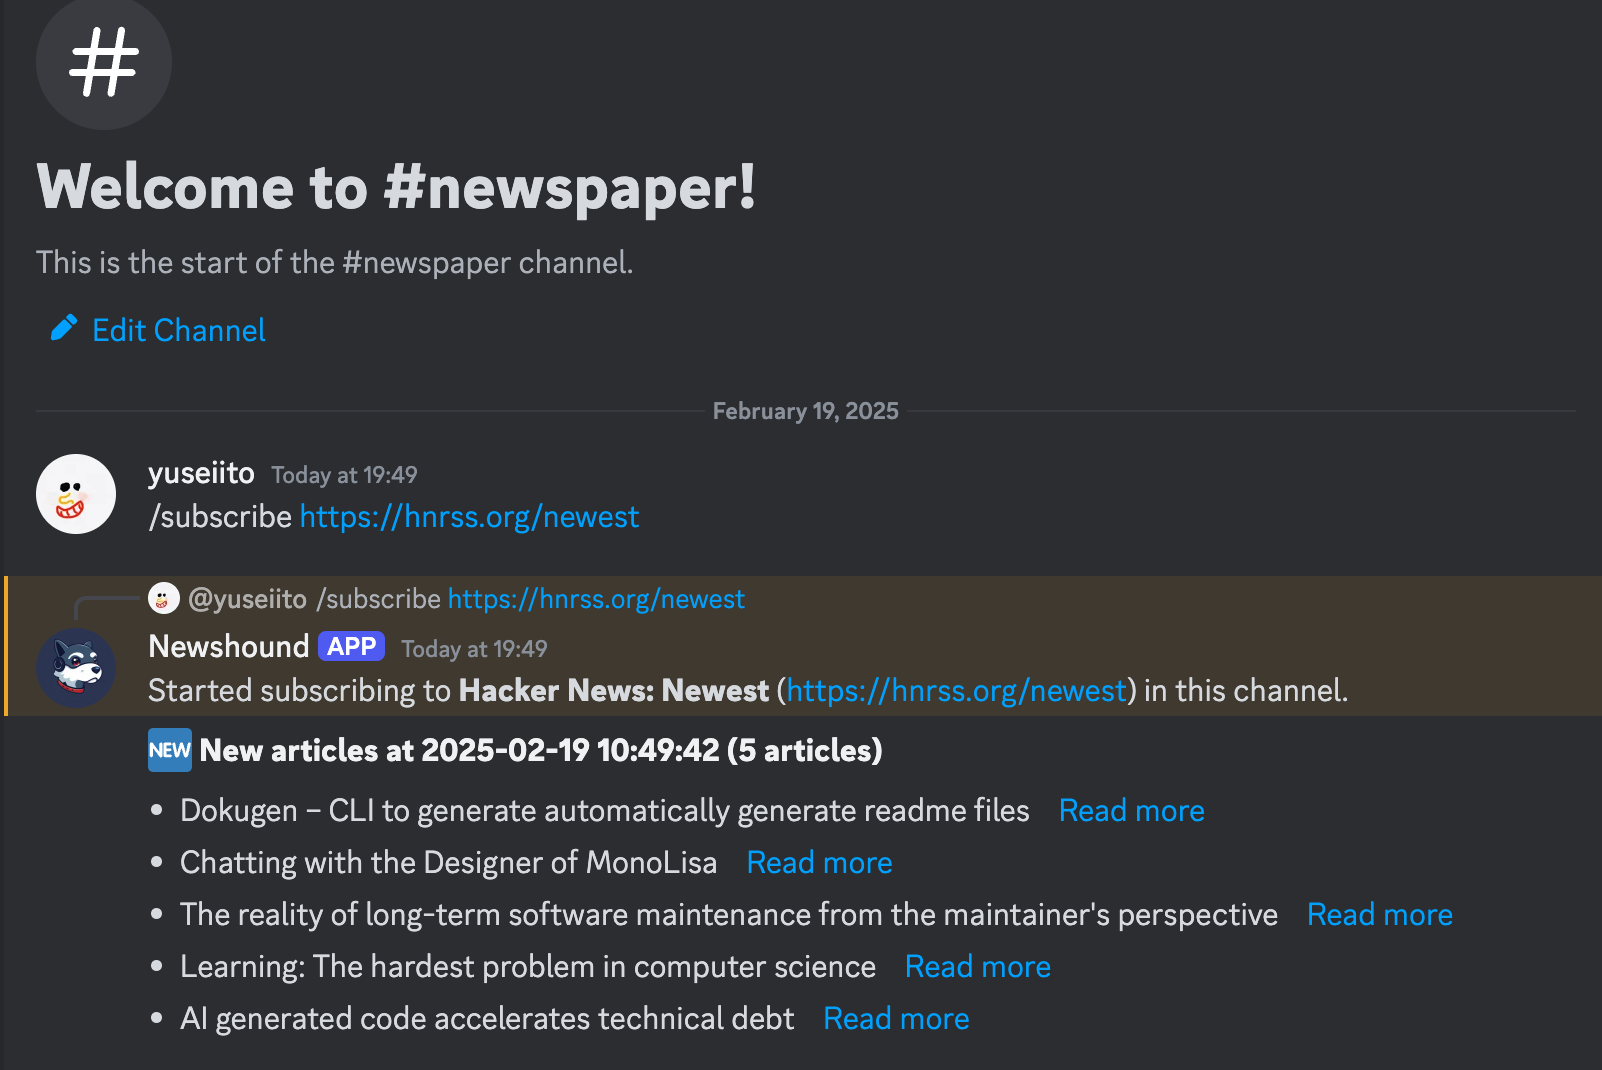 #
Welcome to #newspaper!
This is the start of the #newspaper channel.
Edit Channel
February 19, 2025
yuseiito Today at 19:49
/subscribe https://hnrss.org/newest
@yuseiito /subscribe https://hnrss.org/newest
Newshound APP Today at 19:49
Started subscribing to Hacker News: Newest (https://hnrss.org/newest) in this channel.
NEW New articles at 2025-02-19 10:49:42 (5 articles)
• Dokugen – CLI to generate automatically generate readme files Read more
• Chatting with the Designer of MonoLisa Read more
• The reality of long-term software maintenance from the maintainer's perspective Read more
• Learning: The hardest problem in computer science Read more
• AI generated code accelerates technical debt Read more